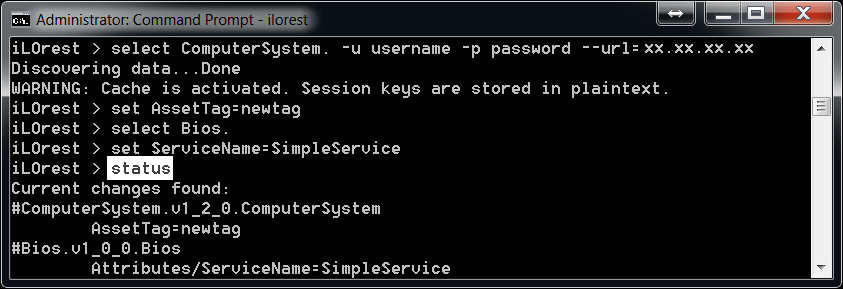 Administrator: Command Prompt - ilorest
iLOrest > select ComputerSystem. -u username -p password --url=xx.xx.xx.xx
Discovering data...Done
WARNING: Cache is activated. Session keys are stored in plaintext.
iLOrest > set AssetTag=newtag
iLOrest > select Bios.
iLOrest > set ServiceName=SimpleService
iLOrest > status
Current changes found:
#ComputerSystem.v1_2_0.ComputerSystem
        AssetTag=newtag
#Bios.v1_0_0.Bios
        Attributes/ServiceName=SimpleService